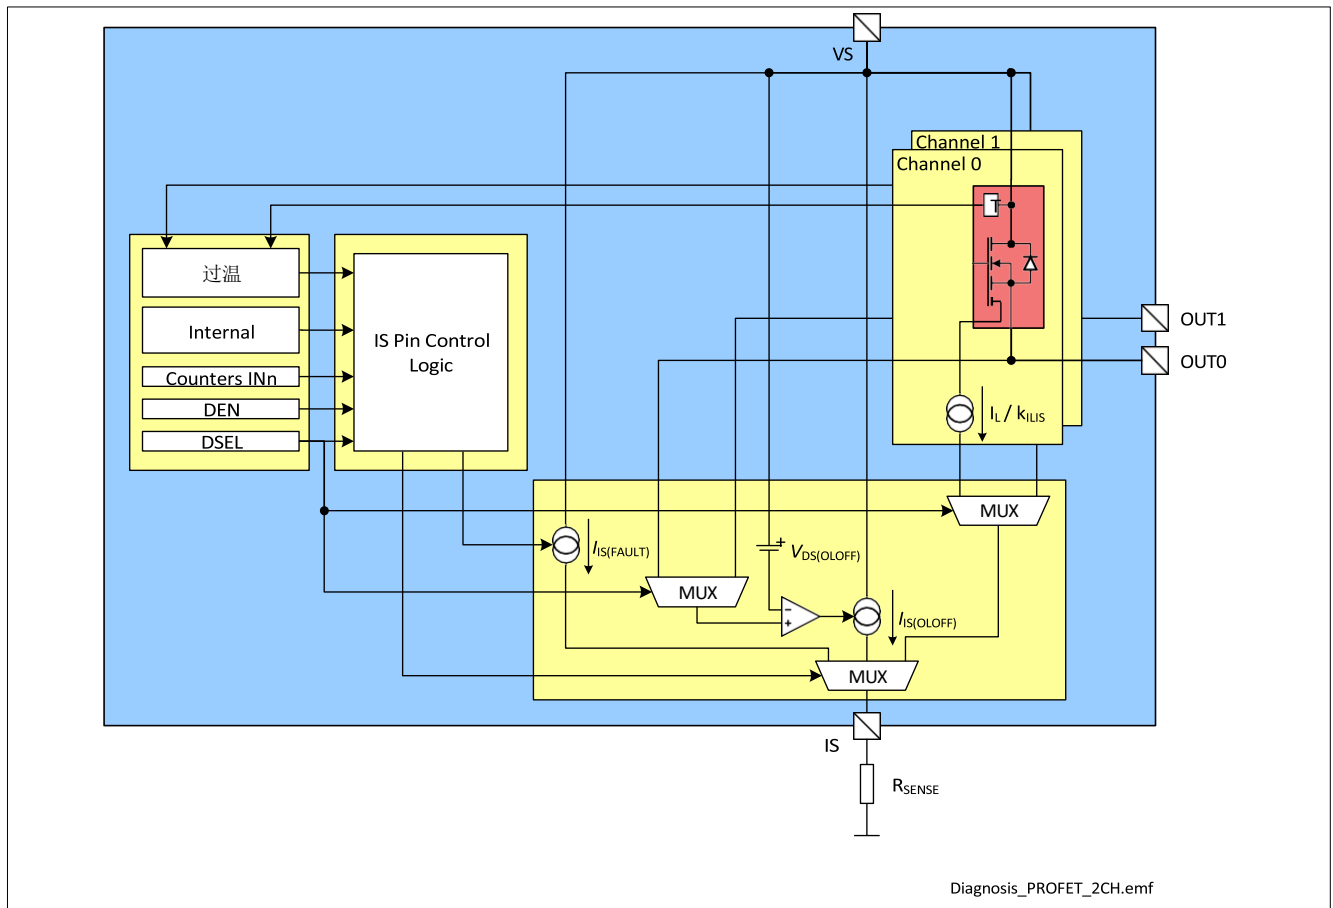 VS
Channel 1
Channel 0
T
过温
Internal
IS Pin Control
Logic
Counters INn
DEN
DSEL
OUT1
OUT0
IL / kILIS
MUX
IIS(FAULT)
+
VDS(OLOFF)
MUX
-
+
IIS(OLOFF)
MUX
IS
RSENSE
Diagnosis_PROFET_2CH.emf